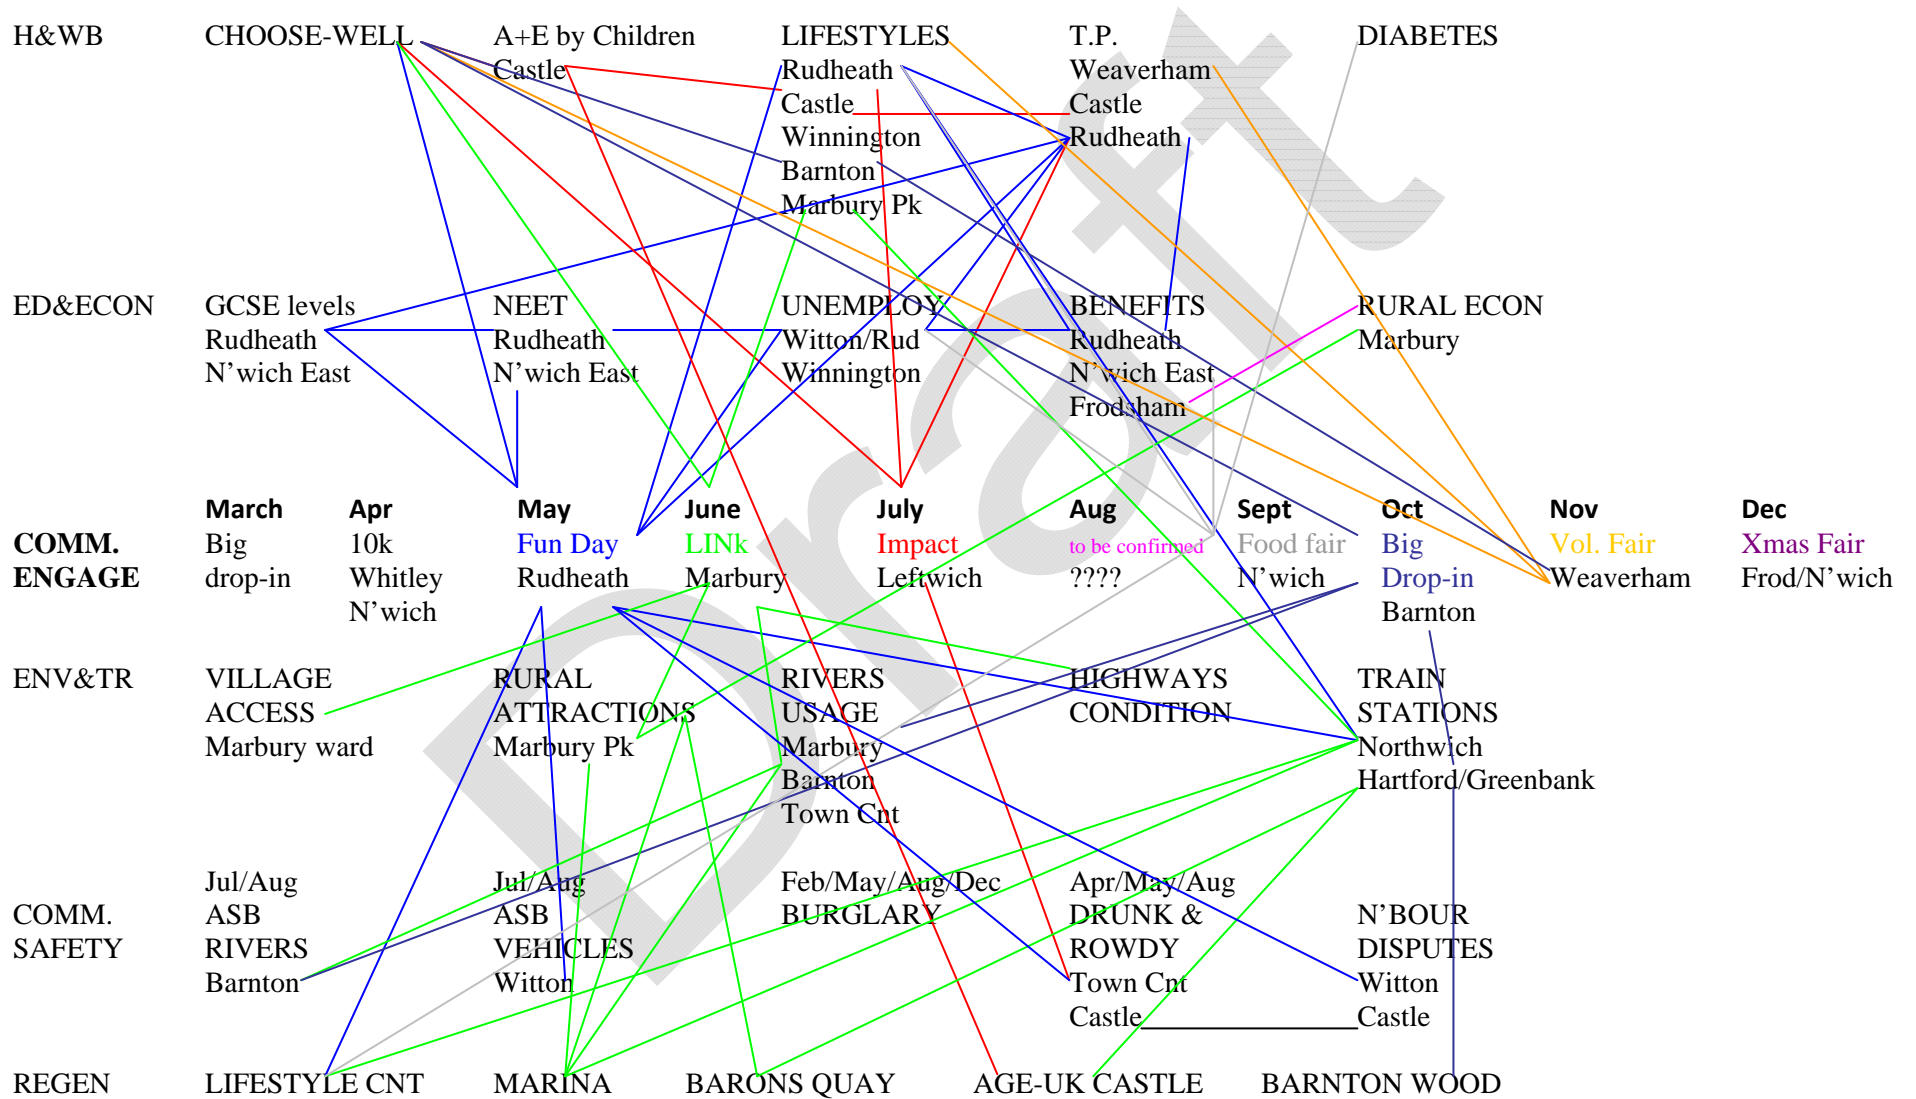 H&WB CHOOSE-WELL A+E by Children LIFESTYLES T.P. DIABETES
Castle Rudheath Weaverham
Castle Castle
Winnington Rudheath
Barnton
Marbury Pk
ED&ECON GCSE levels NEET UNEMPLOY BENEFITS RURAL ECON
Rudheath Rudheath Witton/Rud Rudheath Marbury
N’wich East N’wich East Winnington N’wich East
Frodsham
March Apr May June July Aug Sept Oct Nov Dec
COMM. Big 10k Fun Day LINk Impact to be confirmed Food fair Big Vol. Fair Xmas Fair
ENGAGE drop-in Whitley Rudheath Marbury Leftwich ???? N’wich Drop-in Weaverham Frod/N’wich
N’wich Barnton
ENV&TR VILLAGE RURAL RIVERS HIGHWAYS TRAIN
ACCESS ATTRACTIONS USAGE CONDITION STATIONS
Marbury ward Marbury Pk Marbury Northwich
Barnton Hartford/Greenbank
Town Cnt
Jul/Aug Jul/Aug Feb/May/Aug/Dec Apr/May/Aug
COMM. ASB ASB BURGLARY DRUNK & N’BOUR
SAFETY RIVERS VEHICLES ROWDY DISPUTES
Barnton Witton Town Cnt Witton
Castle Castle
REGEN LIFESTYLE CNT MARINA BARONS QUAY AGE-UK CASTLE BARNTON WOOD
Draft